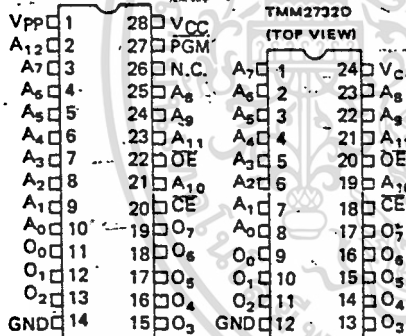 VPP 1 28 VCC
A12 2 27 PGM
A7 3 26 N.C.
A6 4 25 A8
A5 5 24 A9
A4 6 23 A11
A3 7 22 OE
A2 8 21 A10
A1 9 20 CE
A0 10 19 O7
O0 11 18 O6
O1 12 17 O5
O2 13 16 O4
GND 14 15 O3
TMM2732D
(TOP VIEW)
A7 1 24 VC
A6 2 23 A8
A5 3 22 A9
A4 4 21 A11
A3 5 20 OE
A2 6 19 A10
A1 7 18 CE
A0 8 17 O7
O0 9 16 O6
O1 10 15 O5
O2 11 14 O4
GND 12 13 O3